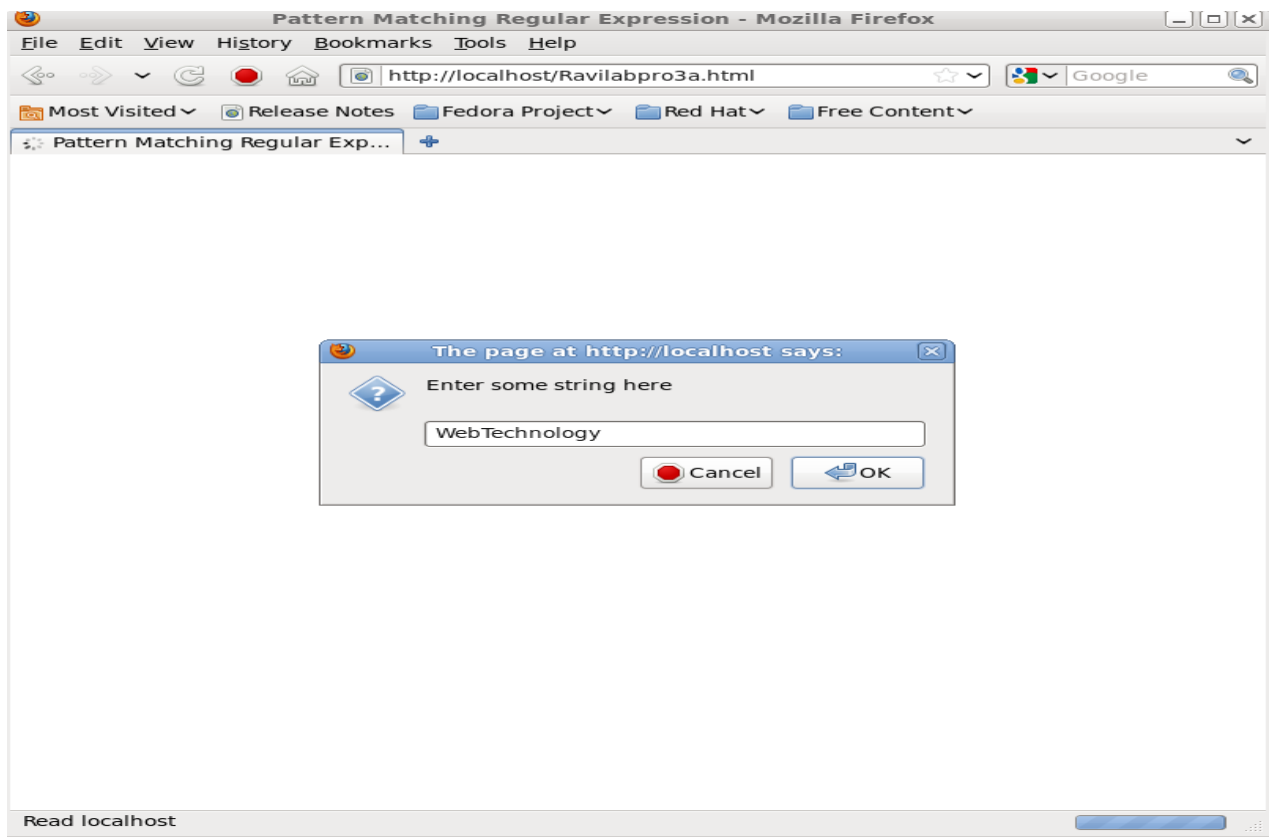 Pattern Matching Regular Expression - Mozilla Firefox
File Edit View History Bookmarks Tools Help
http://localhost/Ravilabpro3a.html Google
Most Visited Release Notes Fedora Project Red Hat Free Content
Pattern Matching Regular Exp...
The page at http://localhost says:
Enter some string here
WebTechnology
Cancel OK
Read localhost